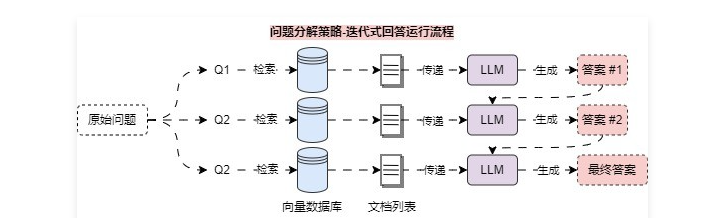 问题分解策略-迭代式回答运行流程
Q1 检索 传递 LLM 生成 答案 #1
原始问题 Q2 检索 传递 LLM 生成 答案 #2
Q2 检索 传递 LLM 生成 最终答案
向量数据库 文档列表